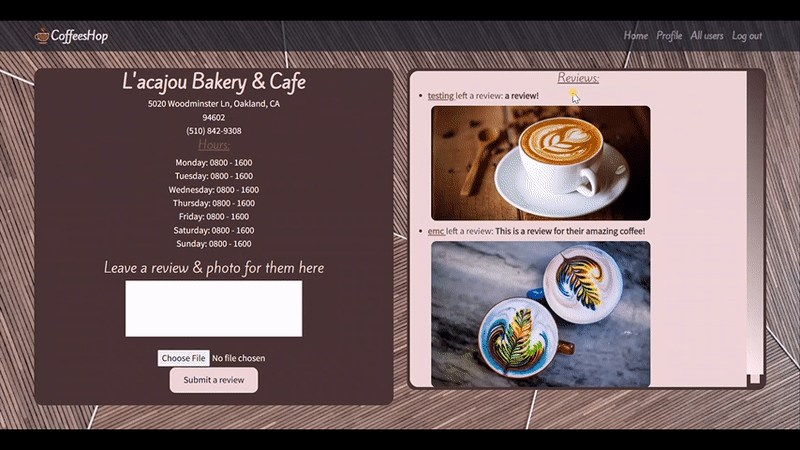 CoffeesHop
Home Profile All users Log out
L'acajou Bakery & Cafe
5020 Woodminster Ln, Oakland, CA
94602
(510) 842-9308
Hours:
Monday: 0800 - 1600
Tuesday: 0800 - 1600
Wednesday: 0800 - 1600
Thursday: 0800 - 1600
Friday: 0800 - 1600
Saturday: 0800 - 1600
Sunday: 0800 - 1600
Leave a review & photo for them here
Choose File No file chosen
Submit a review
Reviews:
testing left a review: a review!
emc left a review: This is a review for their amazing coffee!